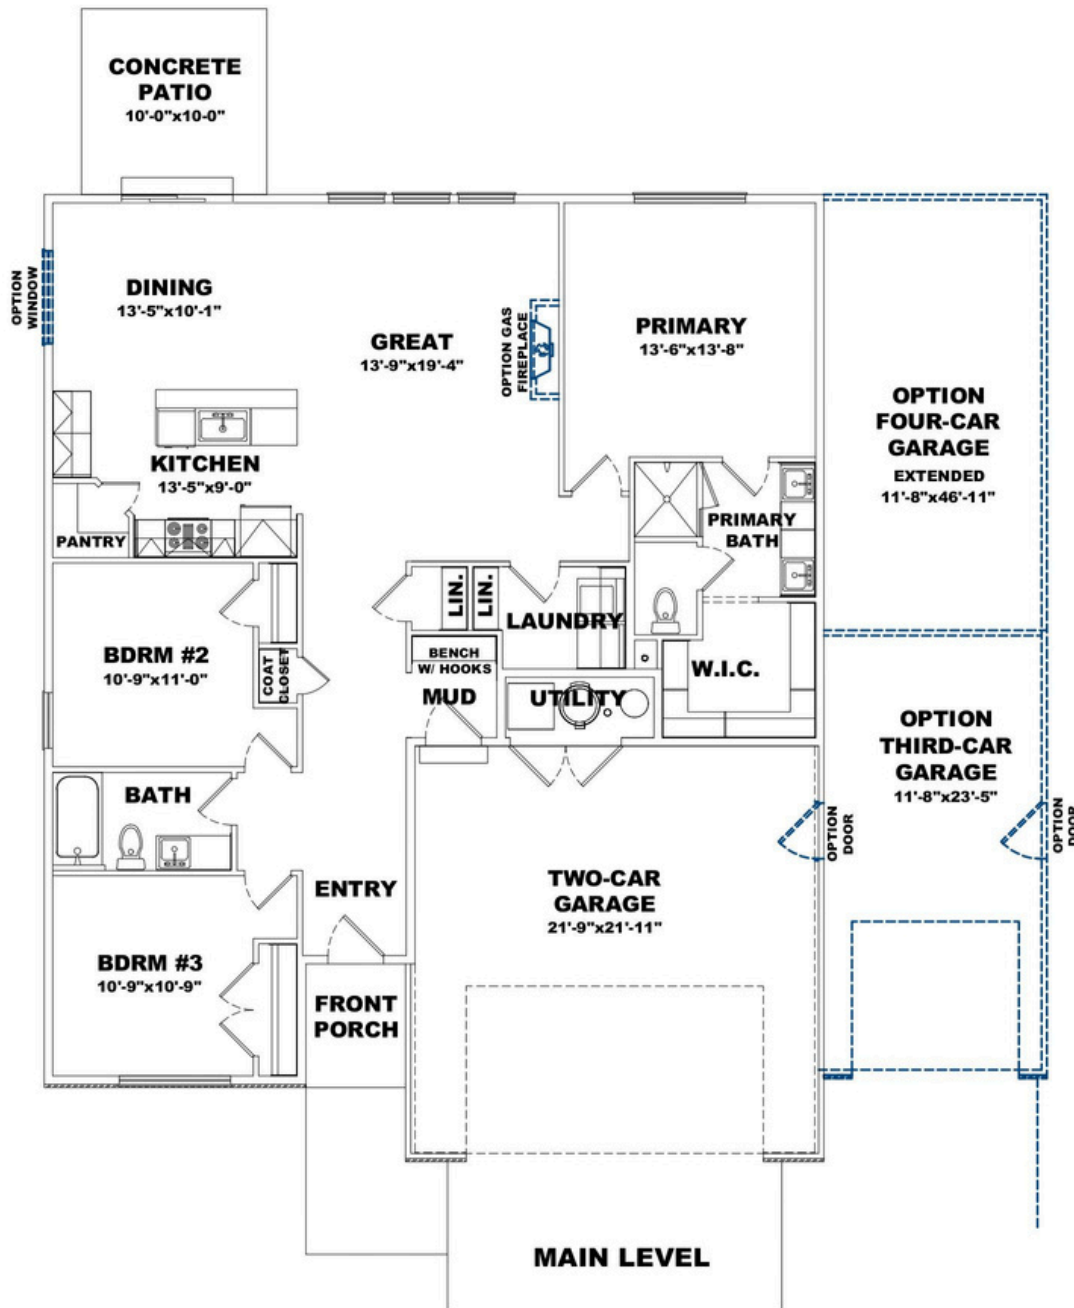 CONCRETE
PATIO
10'-0"x10-0"
OPTION
WINDOW
DINING
13'-5"x10'-1"
GREAT
13'-9"x19'-4"
OPTION GAS
FIREPLACE
PRIMARY
13'-6"x13'-8"
OPTION
FOUR-CAR
GARAGE
EXTENDED
11'-8"x46'-11"
KITCHEN
13'-5"x9'-0"
PANTRY
PRIMARY
BATH
LIN.
LIN.
LAUNDRY
BDRM #2
10'-9"x11'-0"
COAT
CLOSET
BENCH
W/ HOOKS
MUD
UTILITY
W.I.C.
OPTION
THIRD-CAR
GARAGE
11'-8"x23'-5"
BATH
OPTION
DOOR
OPTION
DOOR
ENTRY
TWO-CAR
GARAGE
21'-9"x21'-11"
BDRM #3
10'-9"x10'-9"
FRONT
PORCH
MAIN LEVEL